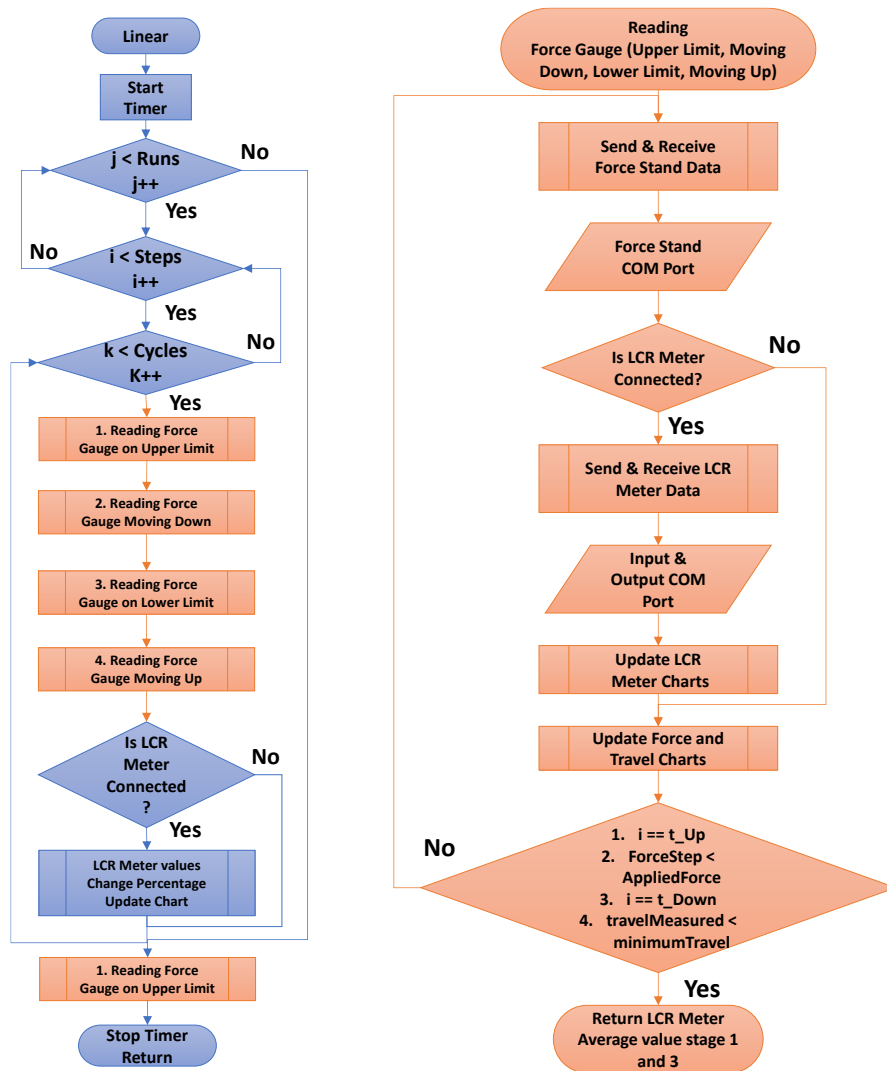 Linear
Start
Timer
j < Runs
j++
No
Yes
i < Steps
i++
No
Yes
k < Cycles
K++
No
Yes
1. Reading Force
Gauge on Upper Limit
2. Reading Force
Gauge Moving Down
3. Reading Force
Gauge on Lower Limit
4. Reading Force
Gauge Moving Up
Is LCR
Meter
Connected
?
No
Yes
LCR Meter values
Change Percentage
Update Chart
1. Reading Force
Gauge on Upper Limit
Stop Timer
Return
Reading
Force Gauge (Upper Limit, Moving
Down, Lower Limit, Moving Up)
Send & Receive
Force Stand Data
Force Stand
COM Port
Is LCR Meter
Connected?
No
Yes
Send & Receive LCR
Meter Data
Input &
Output COM
Port
Update LCR
Meter Charts
Update Force and
Travel Charts
1. i == t_Up
2. ForceStep <
AppliedForce
3. i == t_Down
4. travelMeasured <
minimumTravel
No
Yes
Return LCR Meter
Average value stage 1
and 3